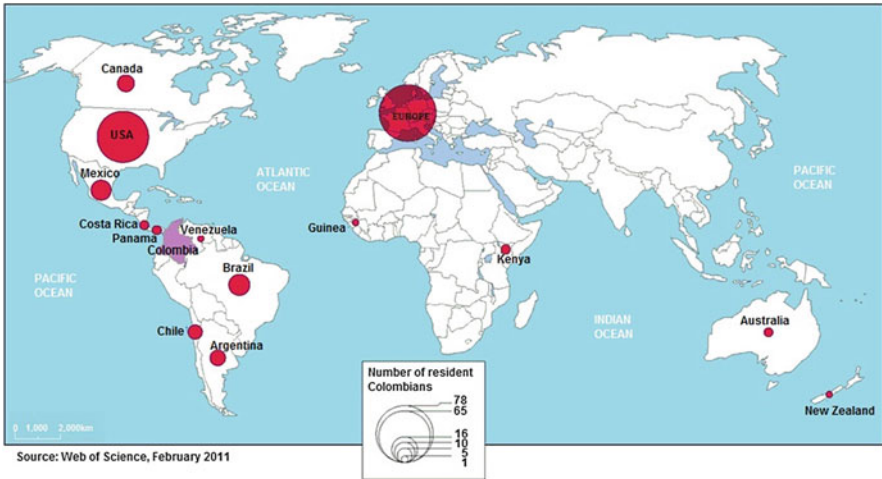 Canada
USA
Mexico
Costa Rica
Panama
Colombia
Venezuela
Brazil
Chile
Argentina
PACIFIC
OCEAN
ATLANTIC
OCEAN
EUROPE
Guinea
Kenya
INDIAN
OCEAN
PACIFIC
OCEAN
Australia
New Zealand
0 1,000 2,000km
Number of resident
Colombians
78
65
16
10
5
1
Source: Web of Science, February 2011